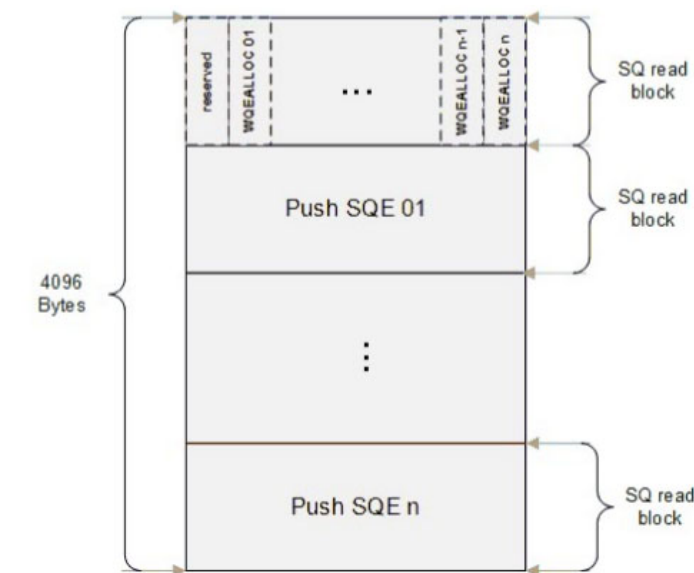 reserved
WQEALLOC 01
...
WQEALLOC n-1
WQEALLOC n
SQ read
block
Push SQE 01
SQ read
block
4096
Bytes
⋮
Push SQE n
SQ read
block